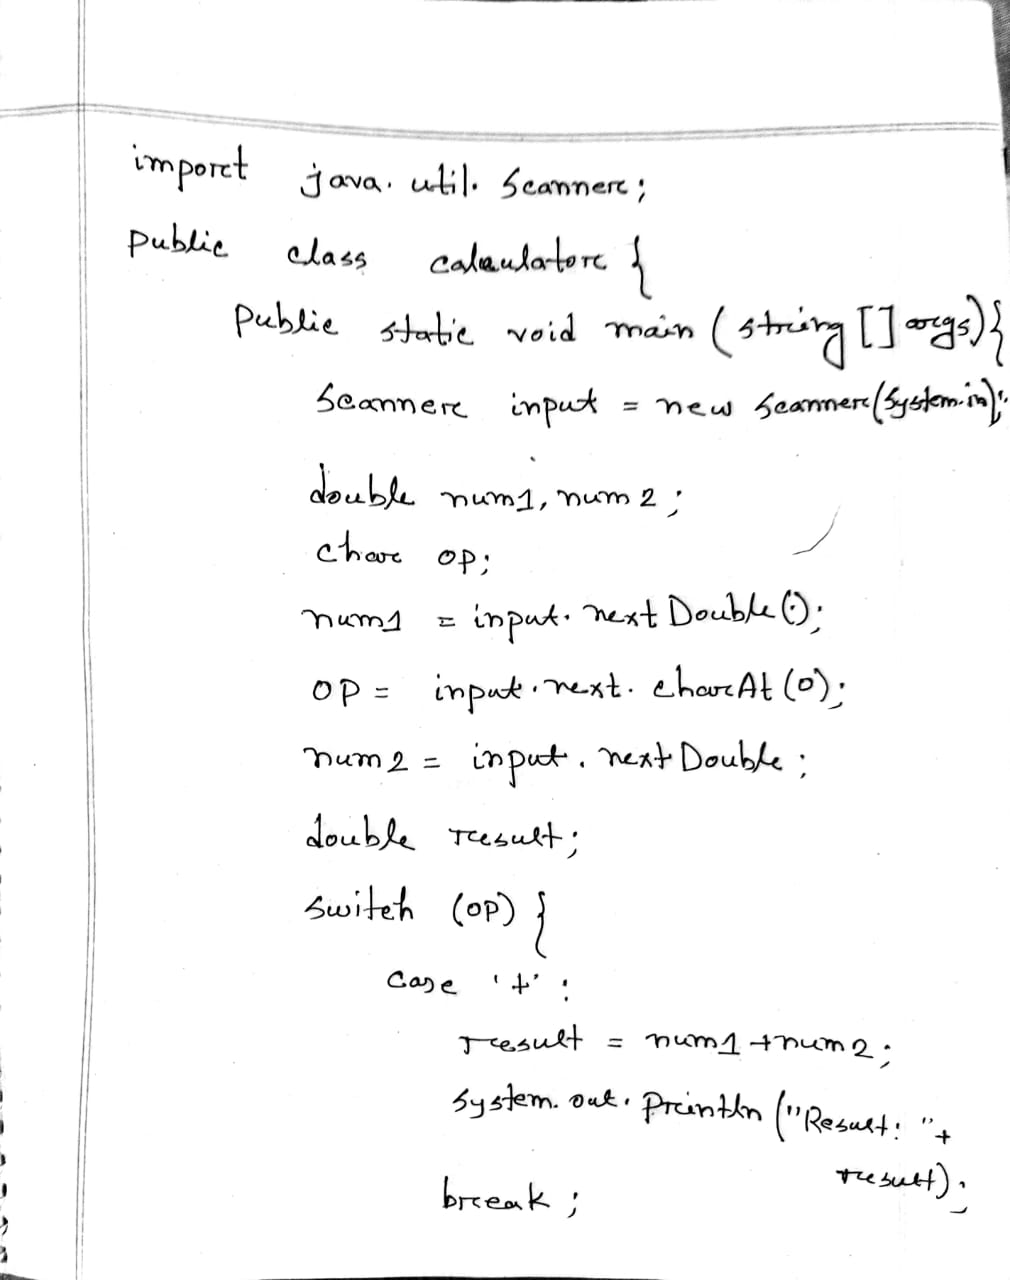 import java.util.Scanner;
public class calculator {
public static void main (string [] args) {
Scanner input = new Scanner(System.in);
double num1, num2;
char op;
num1 = input.nextDouble();
op = input.next.charAt(0);
num2 = input.nextDouble;
double result;
switch (op) {
case '+' :
result = num1 + num2;
System.out.println ("Result: " +
result);
break;